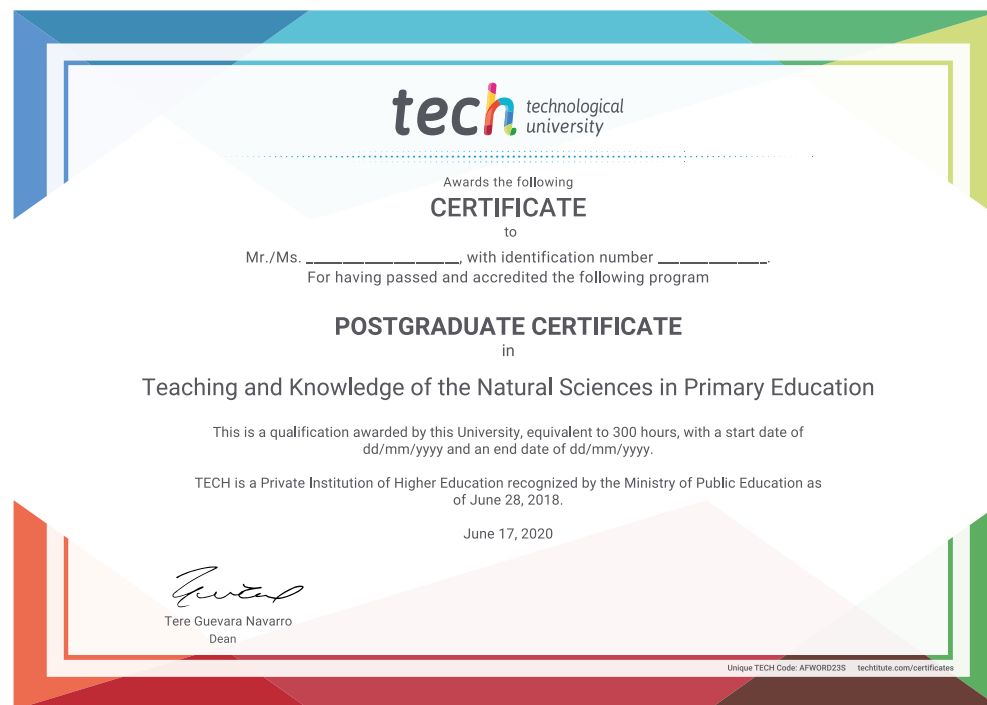 tech technological
university
Awards the following
CERTIFICATE
to
Mr./Ms. ____________________, with identification number ______________.
For having passed and accredited the following program
POSTGRADUATE CERTIFICATE
in
Teaching and Knowledge of the Natural Sciences in Primary Education
This is a qualification awarded by this University, equivalent to 300 hours, with a start date of
dd/mm/yyyy and an end date of dd/mm/yyyy.
TECH is a Private Institution of Higher Education recognized by the Ministry of Public Education as
of June 28, 2018.
June 17, 2020
Tere Guevara Navarro
Dean
Unique TECH Code: AFWORD23S techtitute.com/certificates